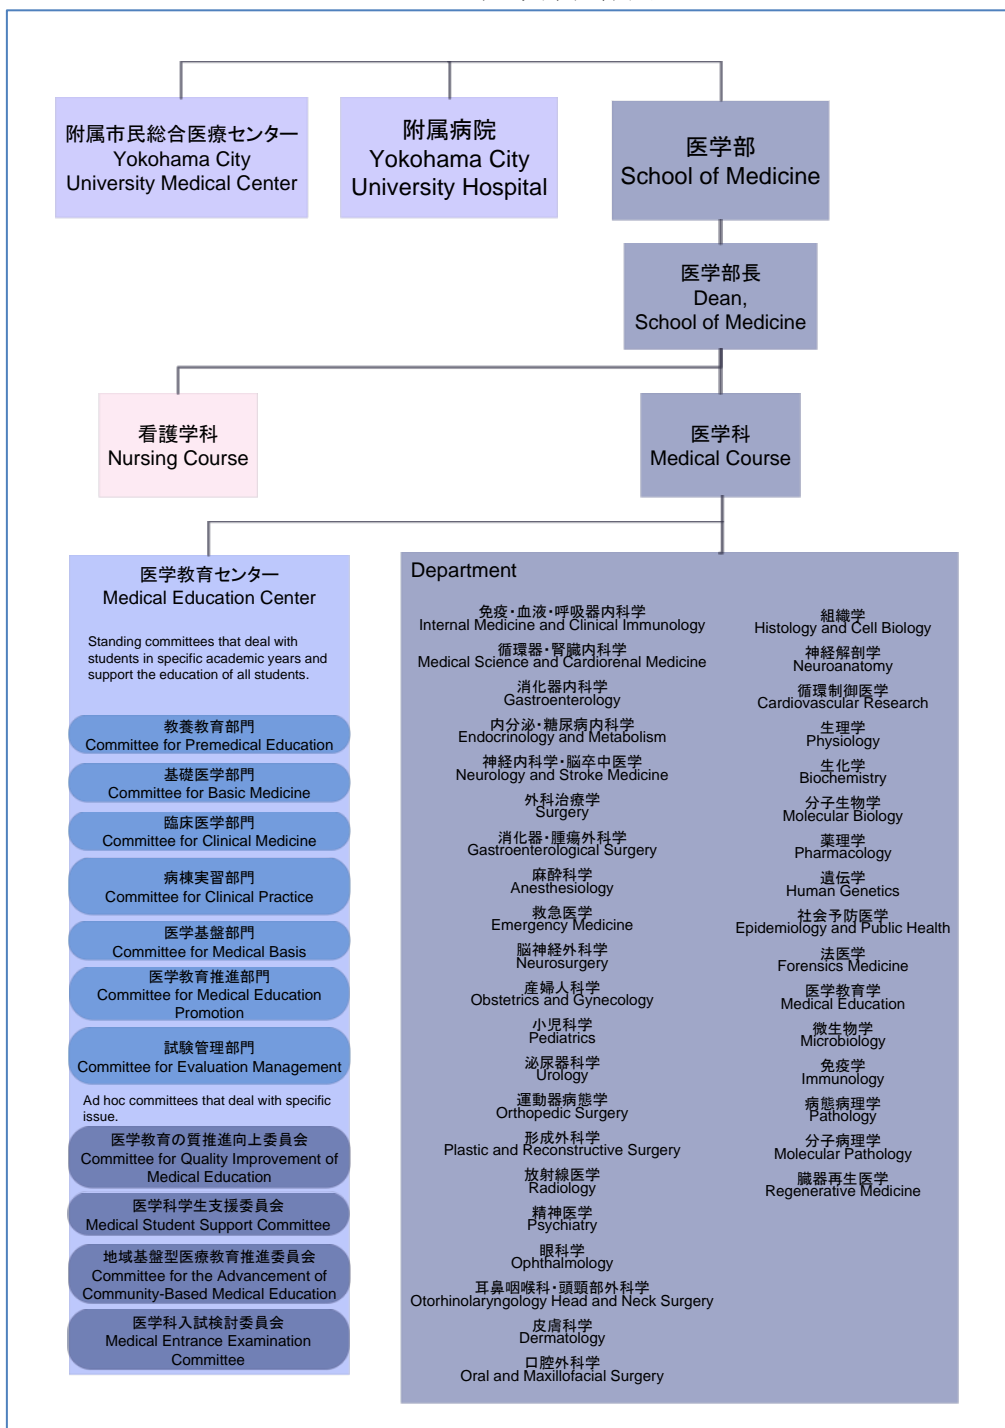 附属市民総合医療センター
Yokohama City
University Medical Center
附属病院
Yokohama City
University Hospital
医学部
School of Medicine
医学部長
Dean,
School of Medicine
看護学科
Nursing Course
医学科
Medical Course
医学教育センター
Medical Education Center
Standing committees that deal with
students in specific academic years and
support the education of all students.
教養教育部門
Committee for Premedical Education
基礎医学部門
Committee for Basic Medicine
臨床医学部門
Committee for Clinical Medicine
病棟実習部門
Committee for Clinical Practice
医学基盤部門
Committee for Medical Basis
医学教育推進部門
Committee for Medical Education
Promotion
試験管理部門
Committee for Evaluation Management
Ad hoc committees that deal with specific
issue.
医学教育の質推進向上委員会
Committee for Quality Improvement of
Medical Education
医学科学生支援委員会
Medical Student Support Committee
地域基盤型医療教育推進委員会
Committee for the Advancement of
Community-Based Medical Education
医学科入試検討委員会
Medical Entrance Examination
Committee
Department
免疫・血液・呼吸器内科学
Internal Medicine and Clinical Immunology
循環器・腎臓内科学
Medical Science and Cardiorenal Medicine
消化器内科学
Gastroenterology
内分泌・糖尿病内科学
Endocrinology and Metabolism
神経内科学・脳卒中医学
Neurology and Stroke Medicine
外科治療学
Surgery
消化器・腫瘍外科学
Gastroenterological Surgery
麻酔科学
Anesthesiology
救急医学
Emergency Medicine
脳神経外科学
Neurosurgery
産婦人科学
Obstetrics and Gynecology
小児科学
Pediatrics
泌尿器科学
Urology
運動器病態学
Orthopedic Surgery
形成外科学
Plastic and Reconstructive Surgery
放射線医学
Radiology
精神医学
Psychiatry
眼科学
Ophthalmology
耳鼻咽喉科・頭頸部外科学
Otorhinolaryngology Head and Neck Surgery
皮膚科学
Dermatology
口腔外科学
Oral and Maxillofacial Surgery
組織学
Histology and Cell Biology
神経解剖学
Neuroanatomy
循環制御医学
Cardiovascular Research
生理学
Physiology
生化学
Biochemistry
分子生物学
Molecular Biology
薬理学
Pharmacology
遺伝学
Human Genetics
社会予防医学
Epidemiology and Public Health
法医学
Forensics Medicine
医学教育学
Medical Education
微生物学
Microbiology
免疫学
Immunology
病態病理学
Pathology
分子病理学
Molecular Pathology
臓器再生医学
Regenerative Medicine